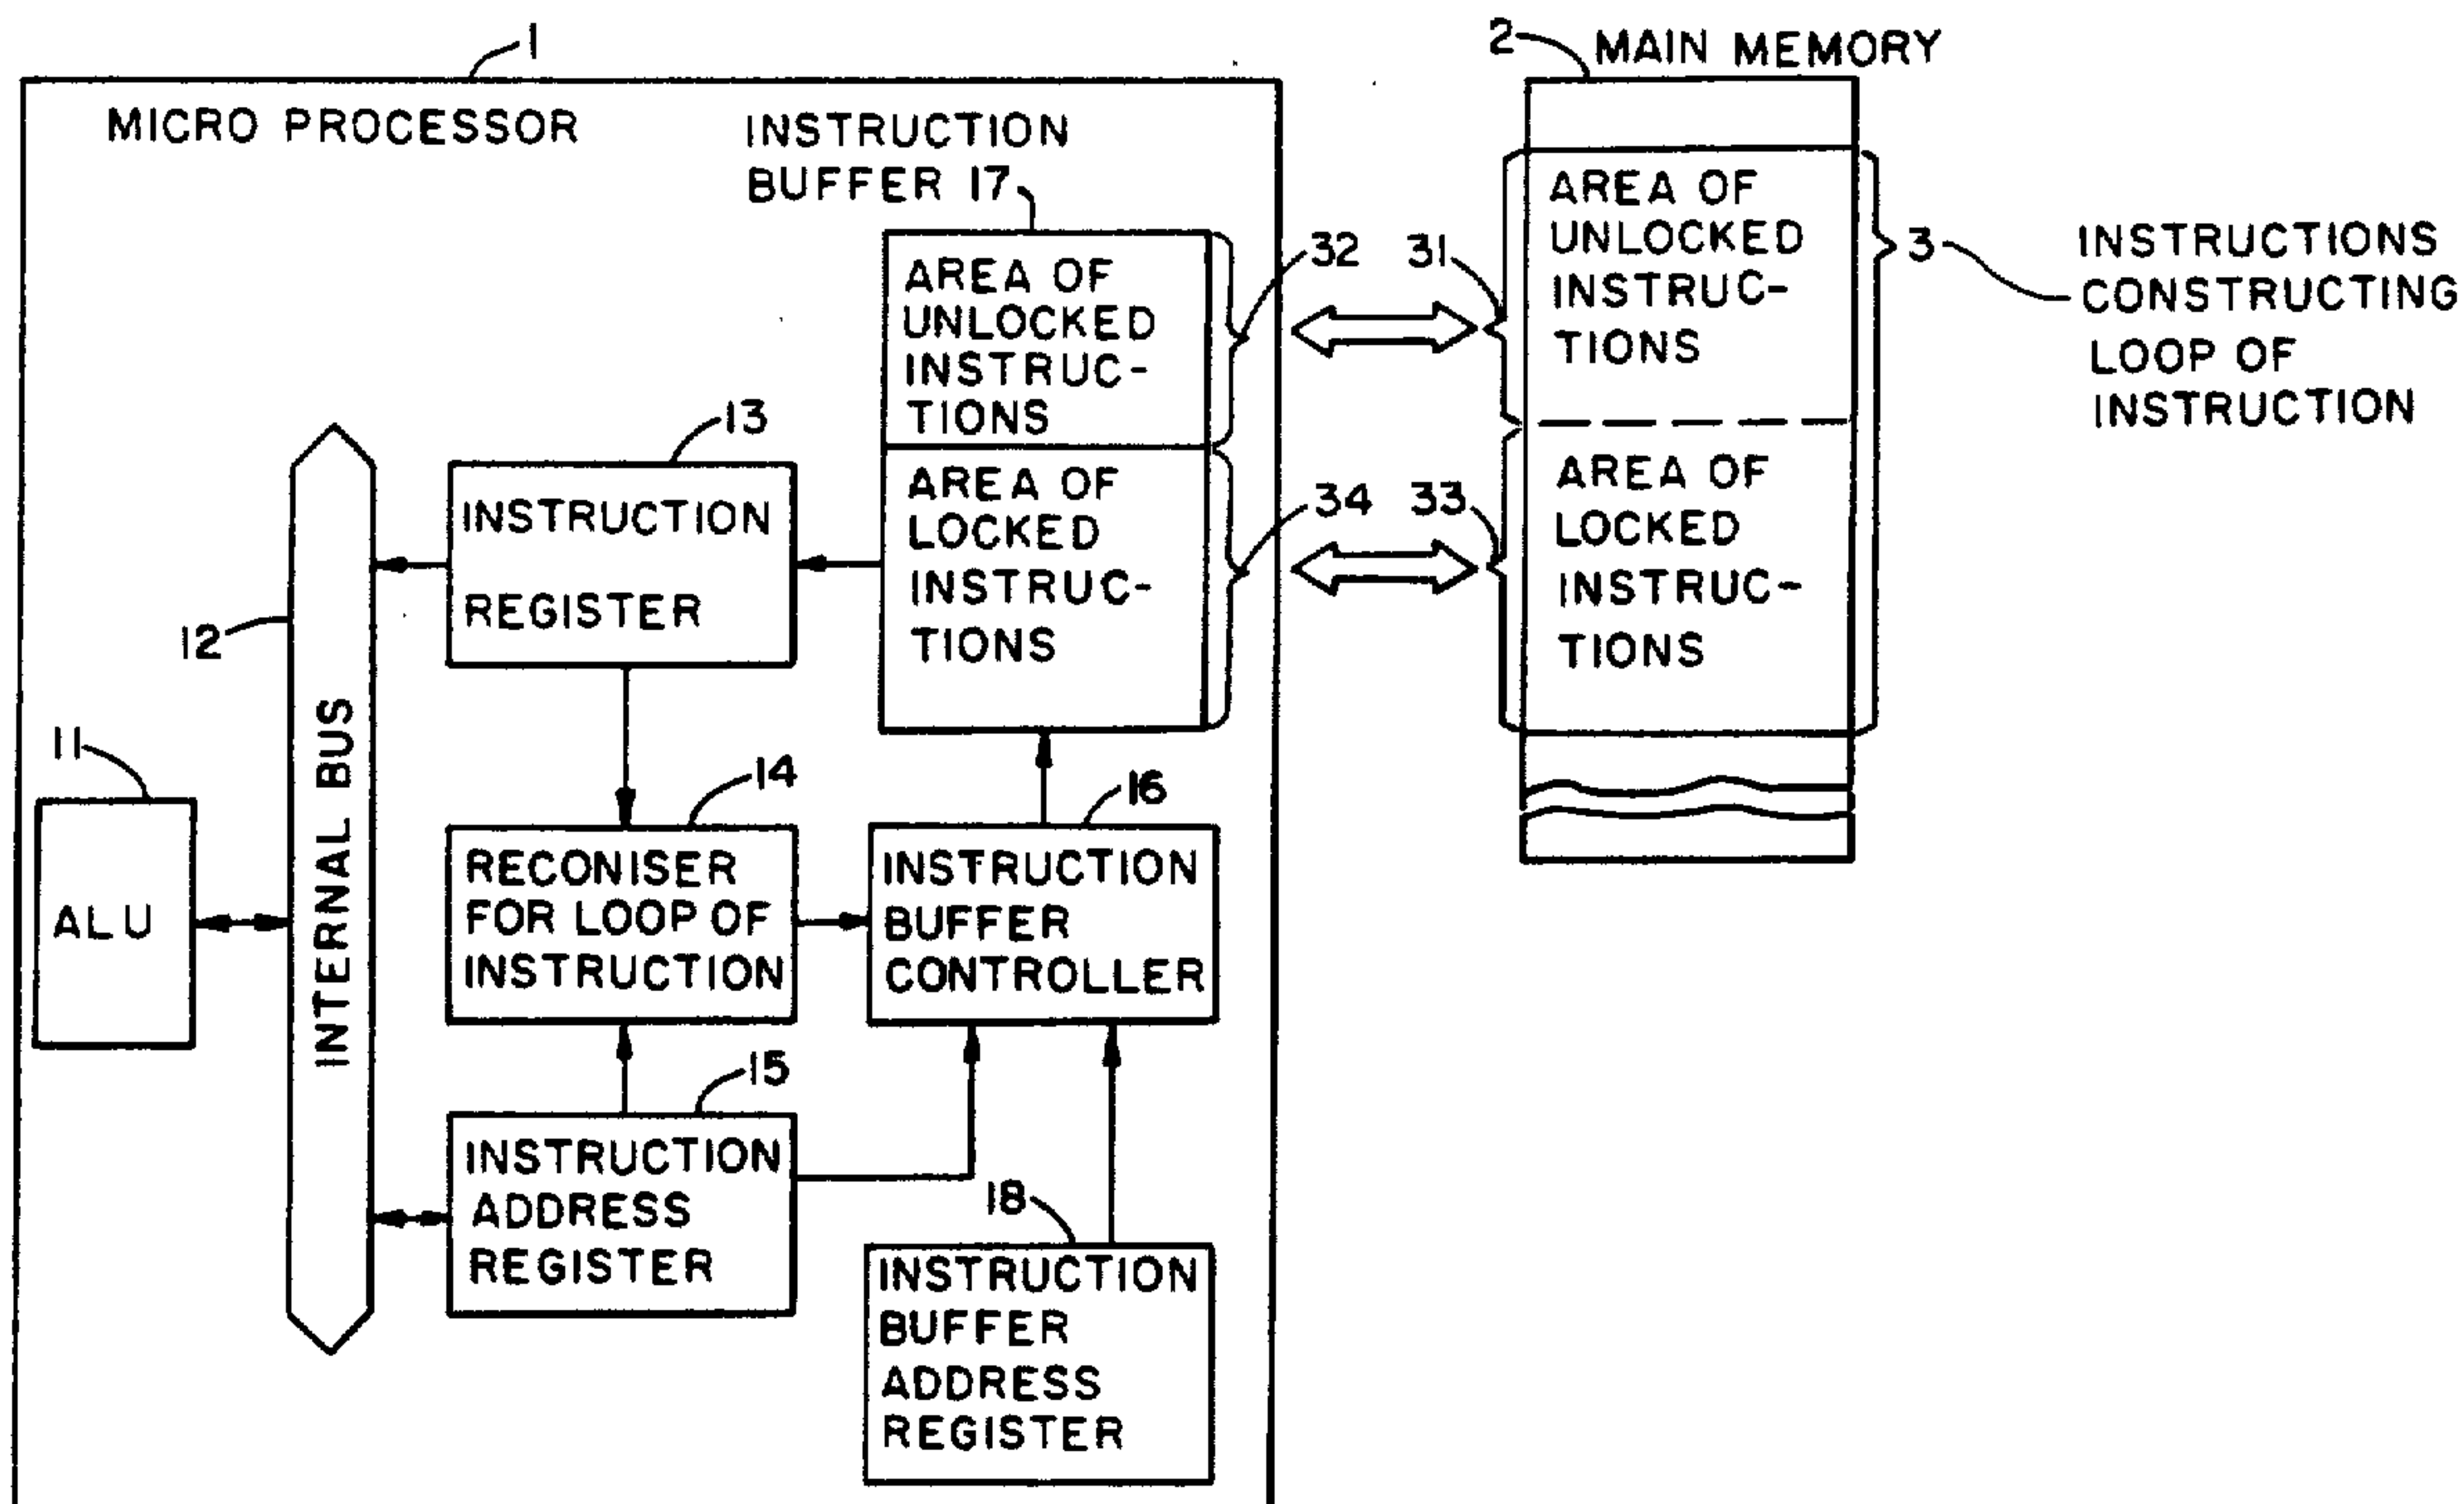 1
2
MAIN MEMORY
MICRO PROCESSOR
INSTRUCTION
BUFFER 17
AREA OF
UNLOCKED
INSTRUC-
TIONS
AREA OF
LOCKED
INSTRUC-
TIONS
32
31
34
33
AREA OF
UNLOCKED
INSTRUC-
TIONS
AREA OF
LOCKED
INSTRUC-
TIONS
3
INSTRUCTIONS
CONSTRUCTING
LOOP OF
INSTRUCTION
13
INSTRUCTION
REGISTER
12
INTERNAL BUS
11
ALU
14
RECONISER
FOR LOOP OF
INSTRUCTION
16
INSTRUCTION
BUFFER
CONTROLLER
15
INSTRUCTION
ADDRESS
REGISTER
18
INSTRUCTION
BUFFER
ADDRESS
REGISTER